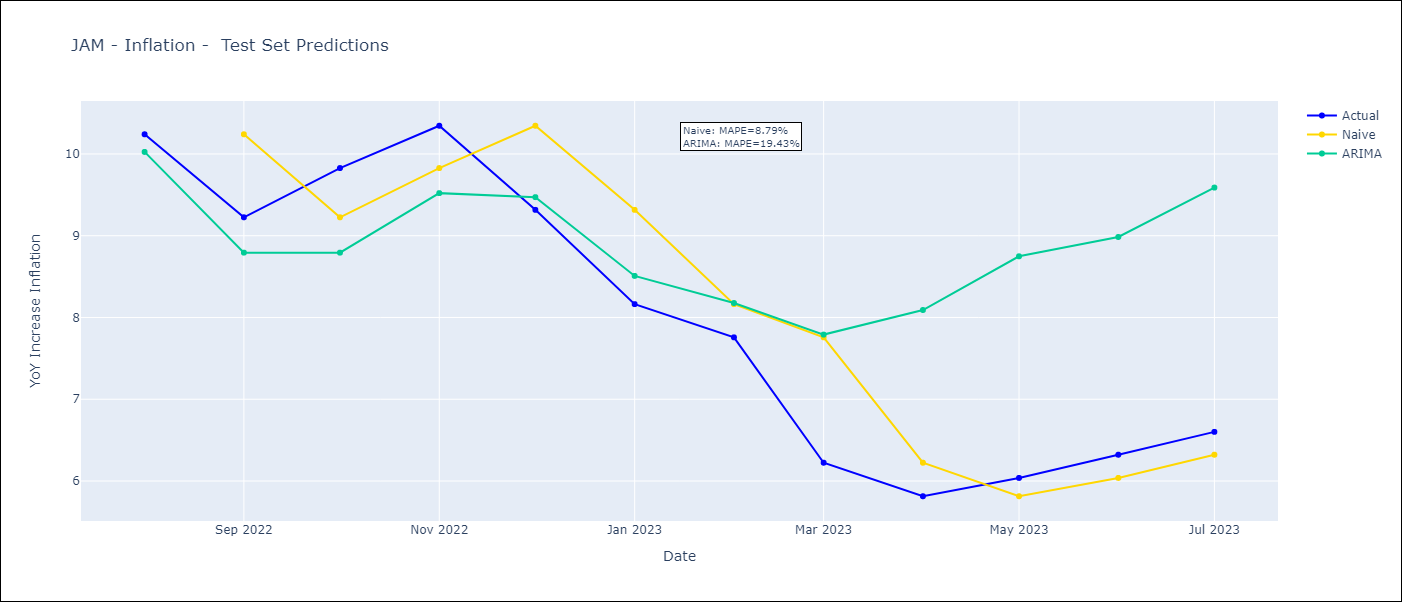 JAM - Inflation -  Test Set Predictions
Actual
Naive
ARIMA
Naive: MAPE=8.79%
ARIMA: MAPE=19.43%
10
9
8
7
6
YoY Increase Inflation
Sep 2022
Nov 2022
Jan 2023
Mar 2023
May 2023
Jul 2023
Date